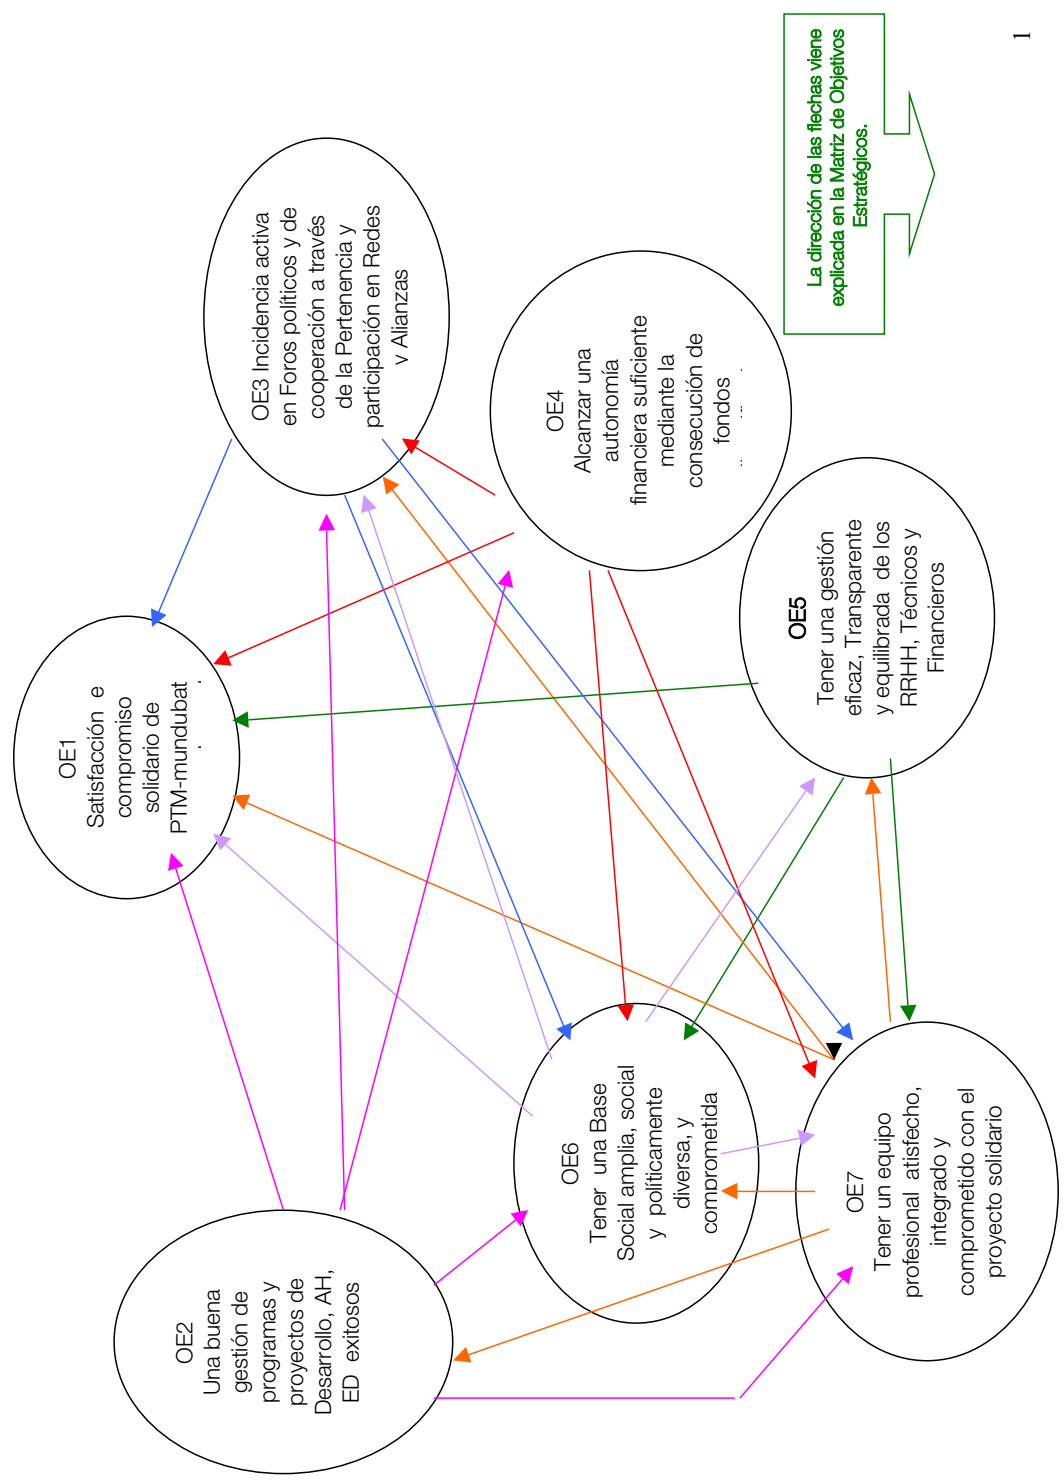 OE1
Satisfacción e
compromiso
solidario de
PTM-mundubat
OE3 Incidencia activa
en Foros políticos y de
cooperación a través
de la Pertenencia y
participación en Redes
y Alianzas
OE2
Una buena
gestión de
programas y
proyectos de
Desarrollo, AH,
ED exitosos
OE4
Alcanzar una
autonomía
financiera suficiente
mediante la
consecución de
fondos
OE6
Tener una Base
Social amplia, social
y políticamente
diversa, y
comprometida
OE5
Tener una gestión
eficaz, Transparente
y equilibrada de los
RRHH, Técnicos y
Financieros
OE7
Tener un equipo
profesional atisfecho,
integrado y
comprometido con el
proyecto solidario
La dirección de las flechas viene
explicada en la Matriz de Objetivos
Estratégicos.
1